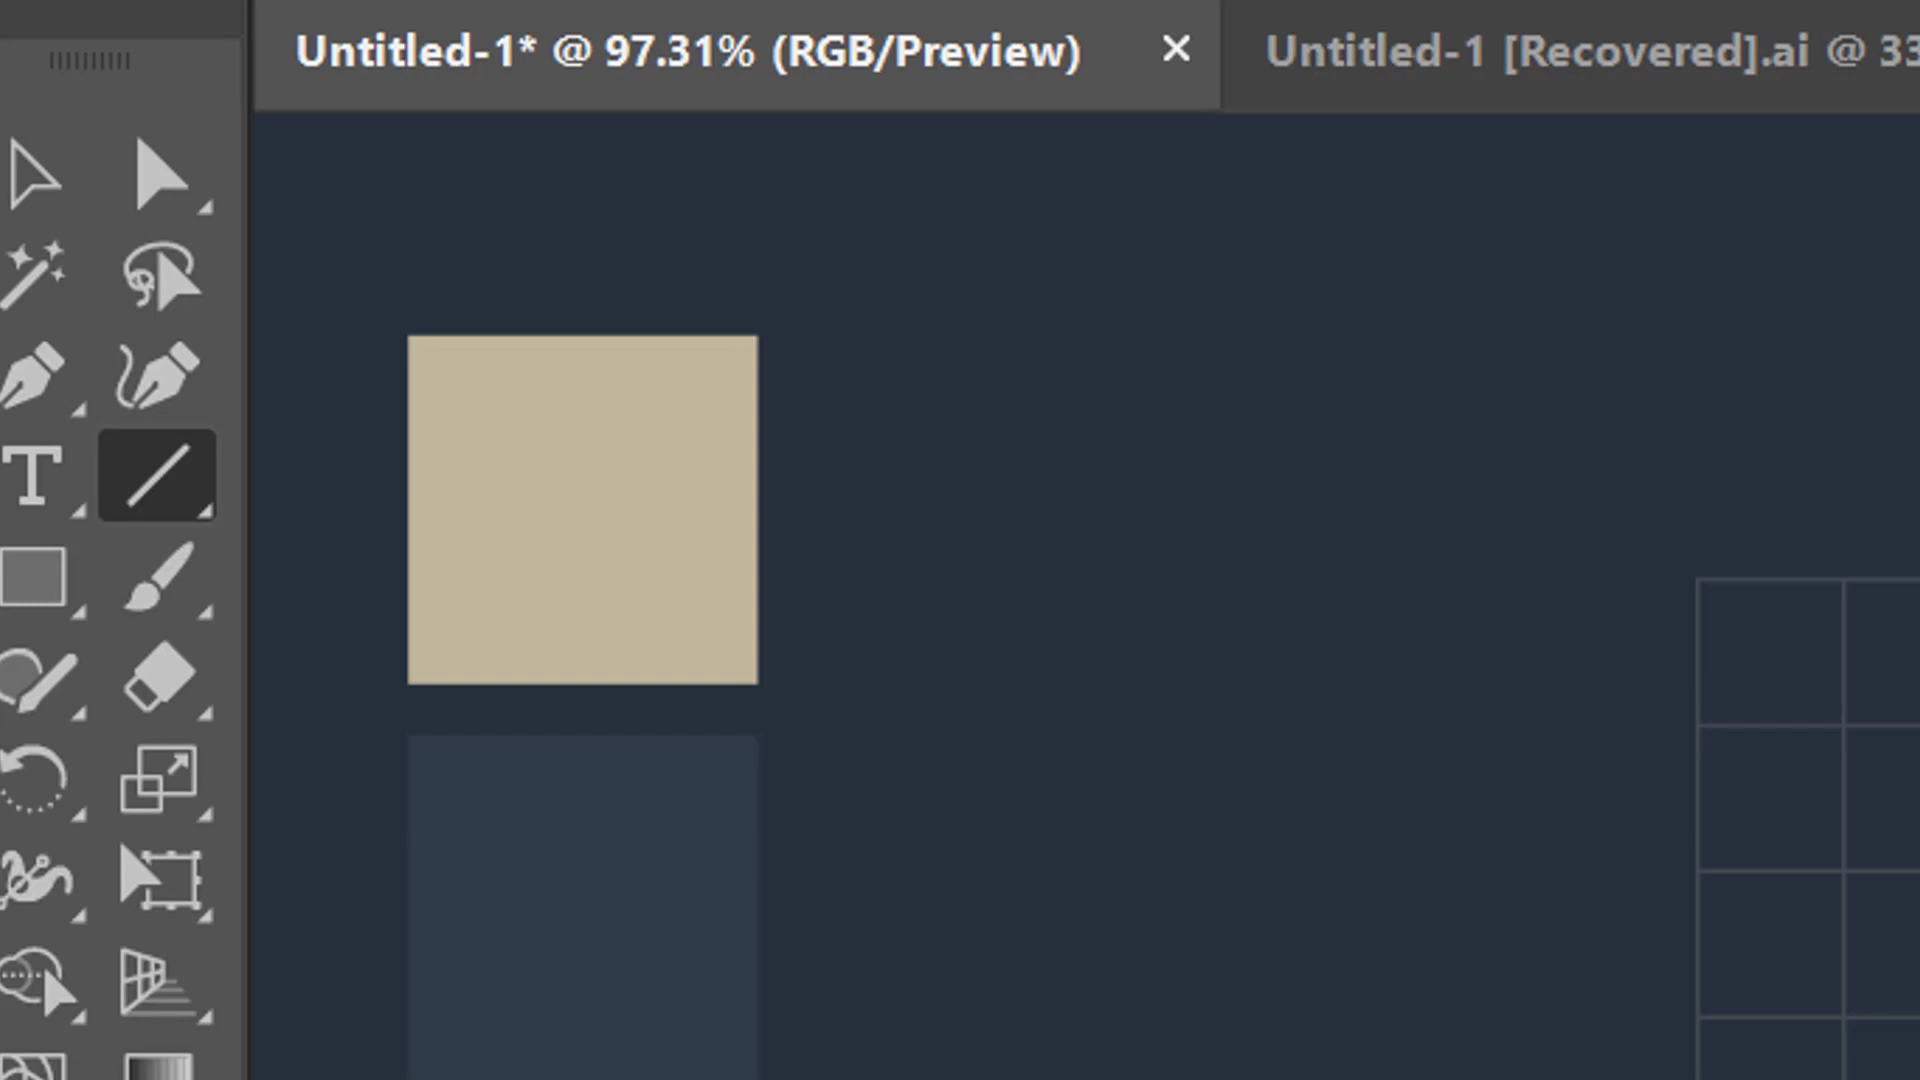 Untitled-1* @ 97.31% (RGB/Preview)
Untitled-1 [Recovered].ai @ 33